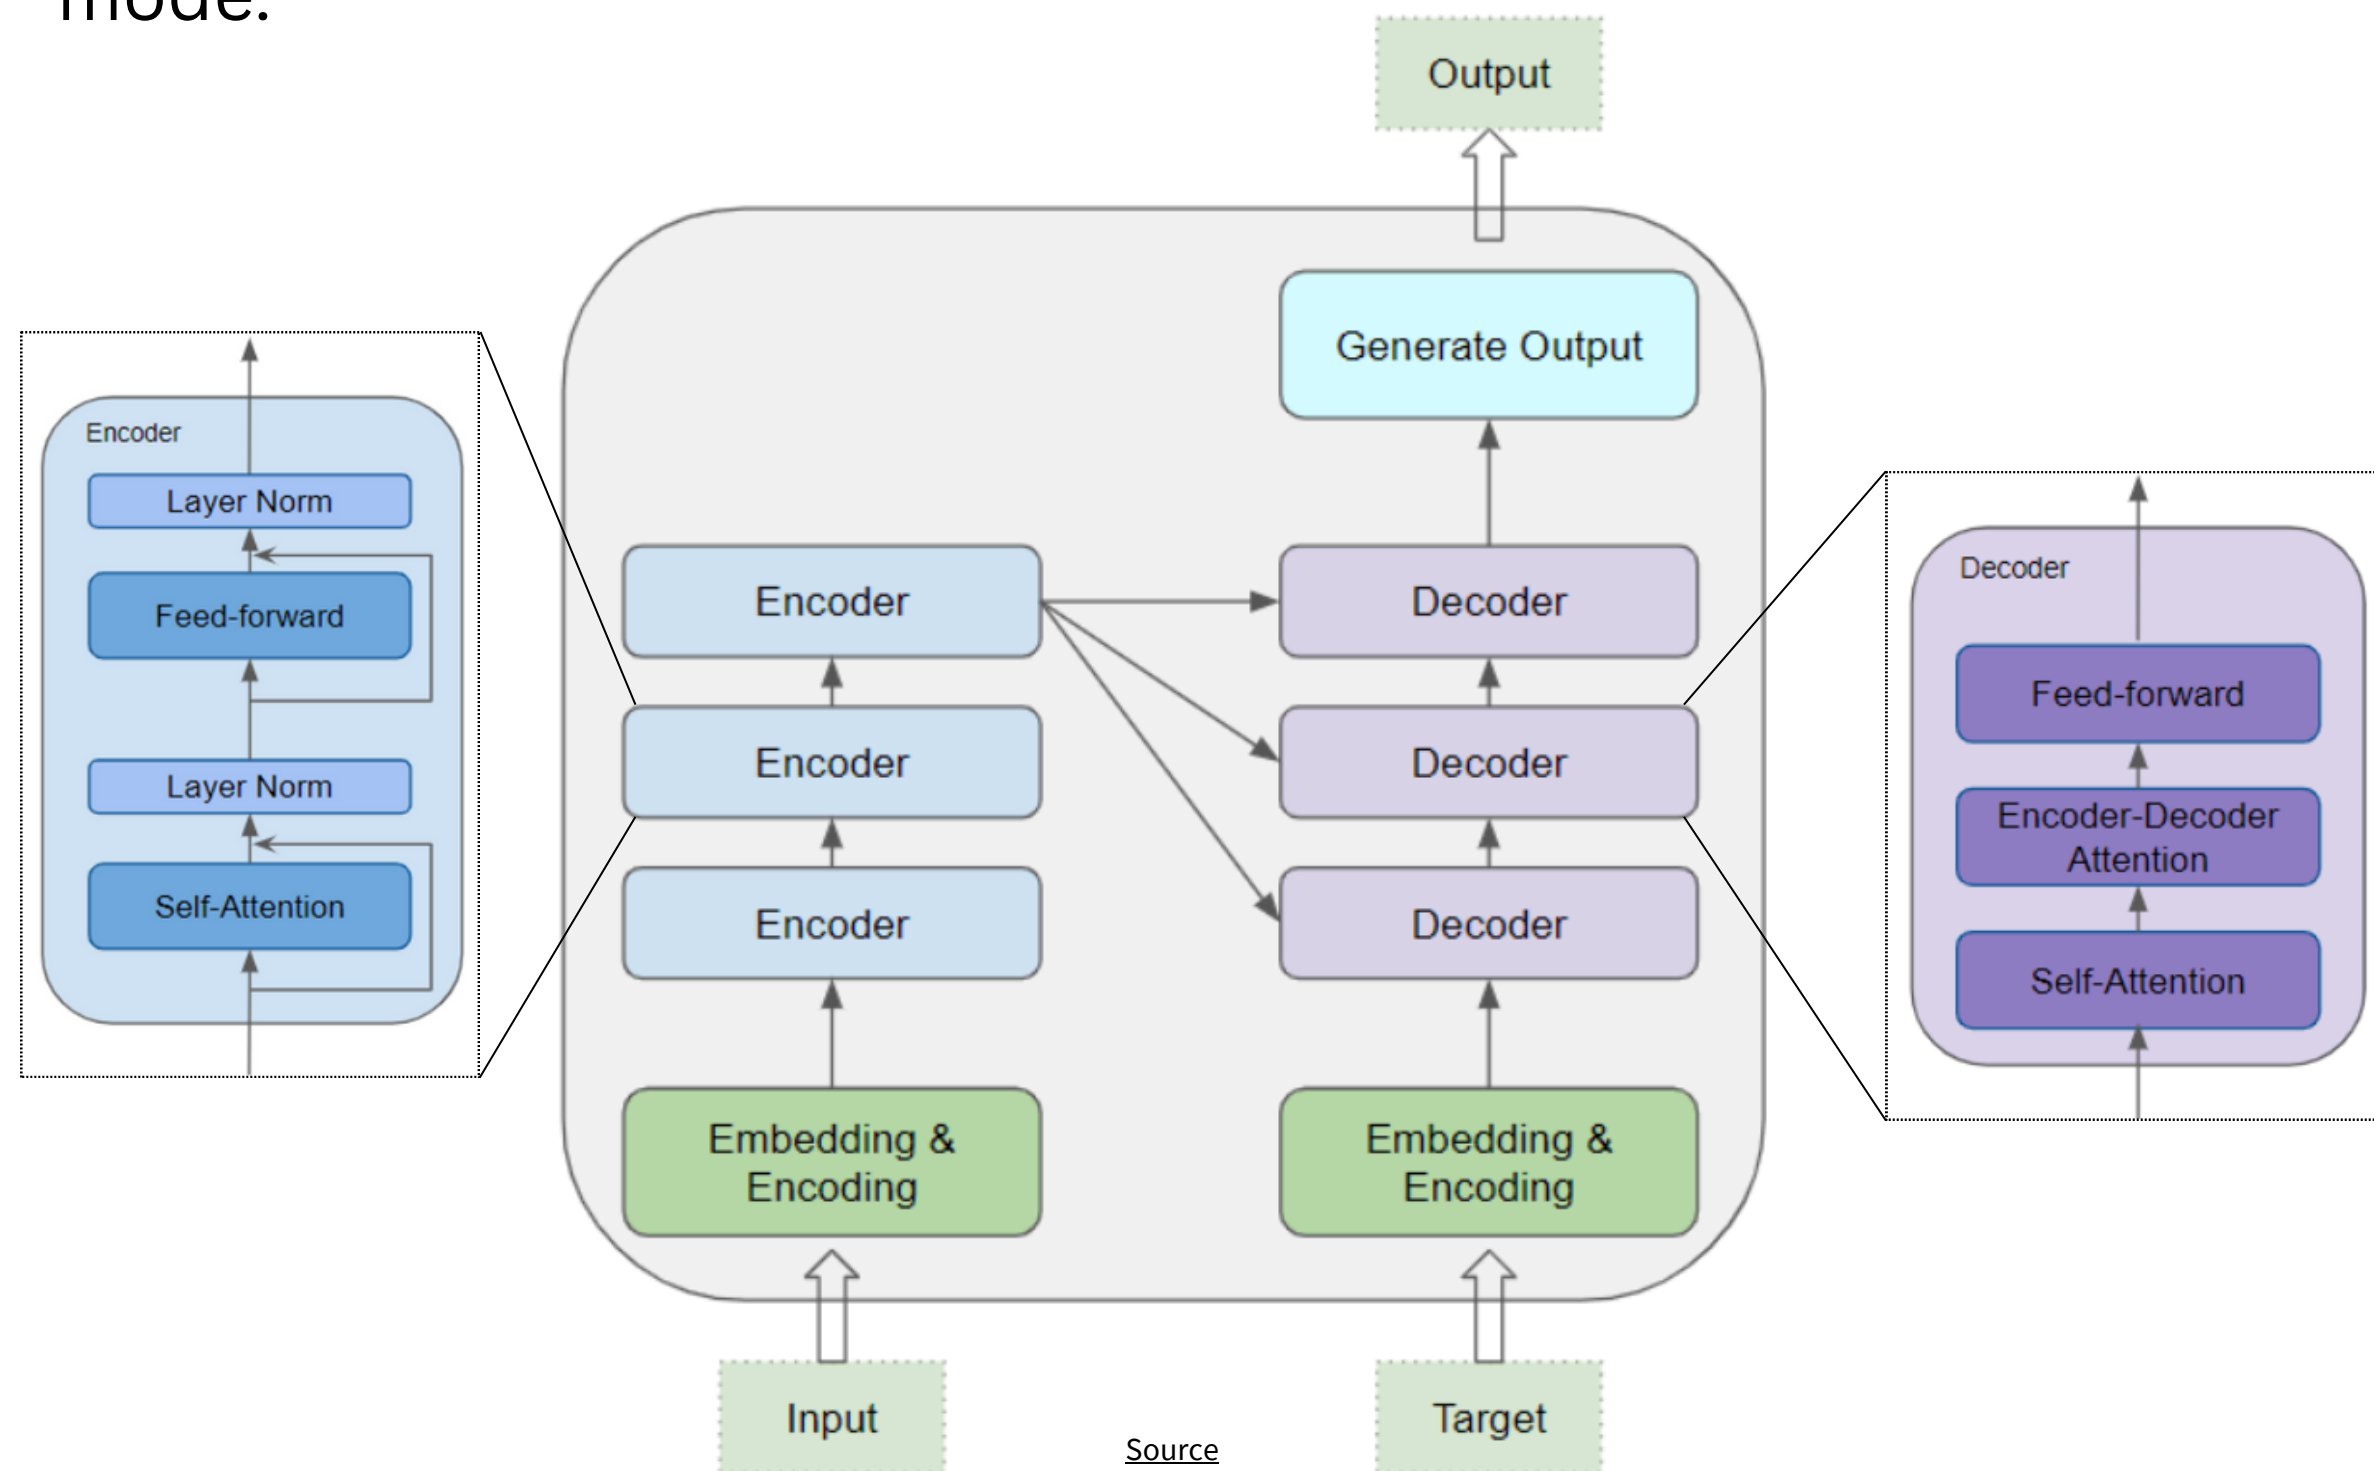 mode.
Output
Generate Output
Encoder
Layer Norm
Feed-forward
Layer Norm
Self-Attention
Encoder
Encoder
Encoder
Embedding &
Encoding
Input
Decoder
Decoder
Decoder
Embedding &
Encoding
Target
Decoder
Feed-forward
Encoder-Decoder
Attention
Self-Attention
Source